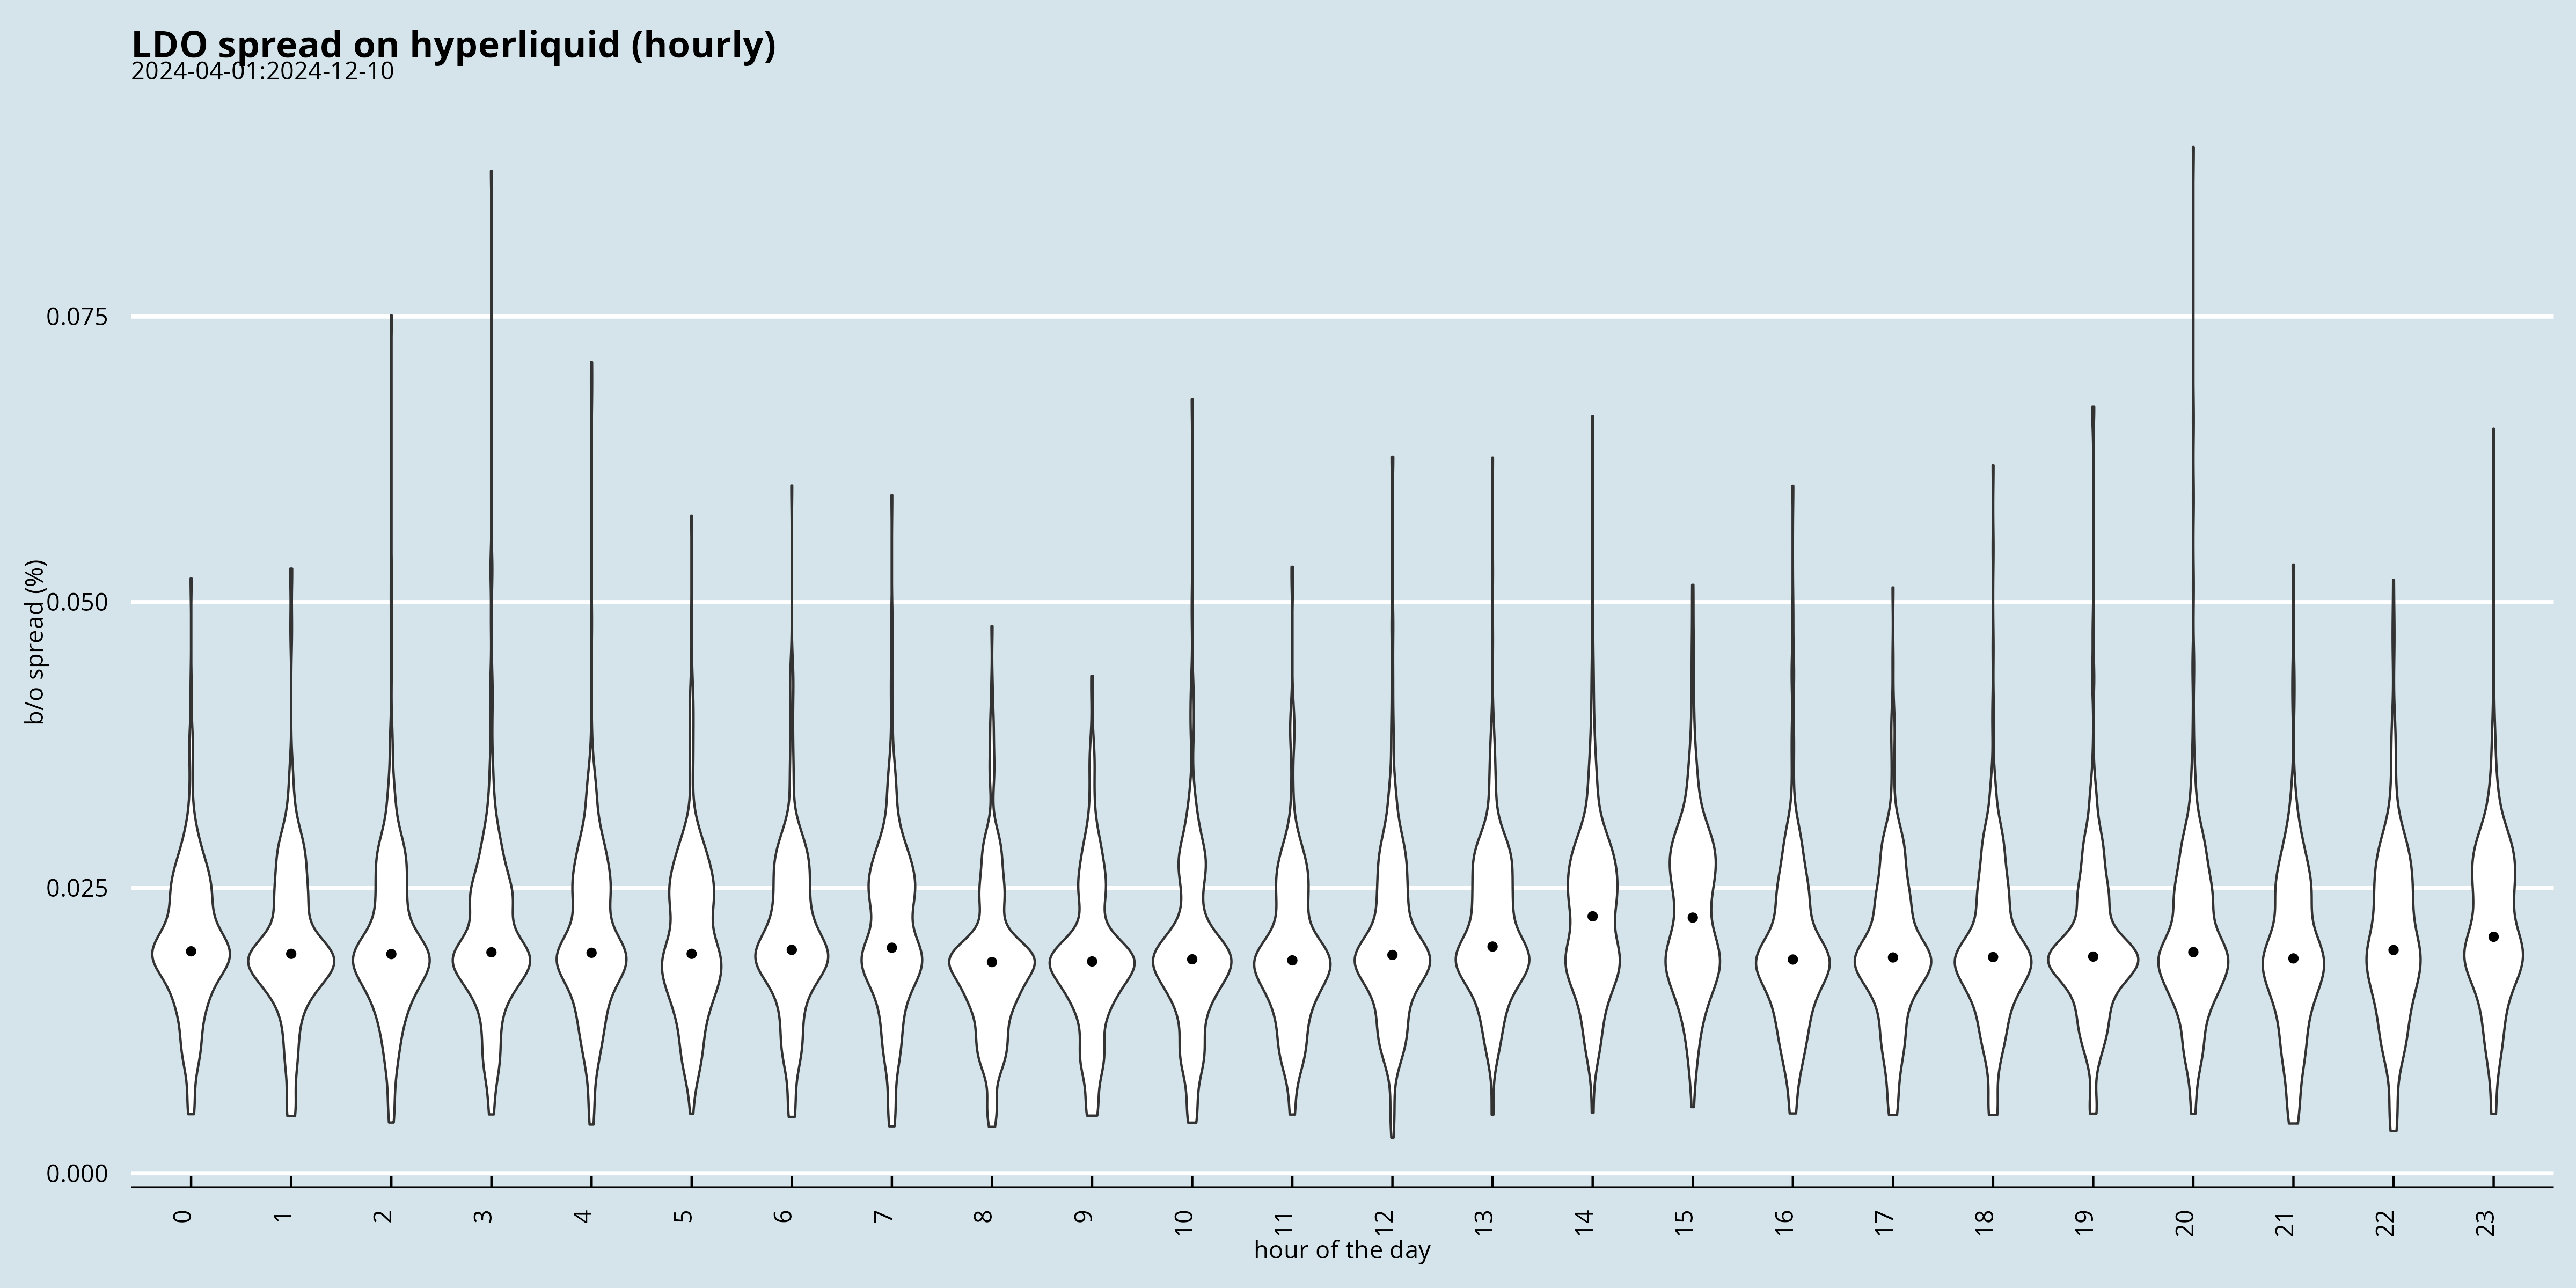 LDO spread on hyperliquid (hourly)
2024-04-01:2024-12-10
b/o spread (%)
0.075
0.050
0.025
0.000
0 1 2 3 4 5 6 7 8 9 10 11 12 13 14 15 16 17 18 19 20 21 22 23
hour of the day